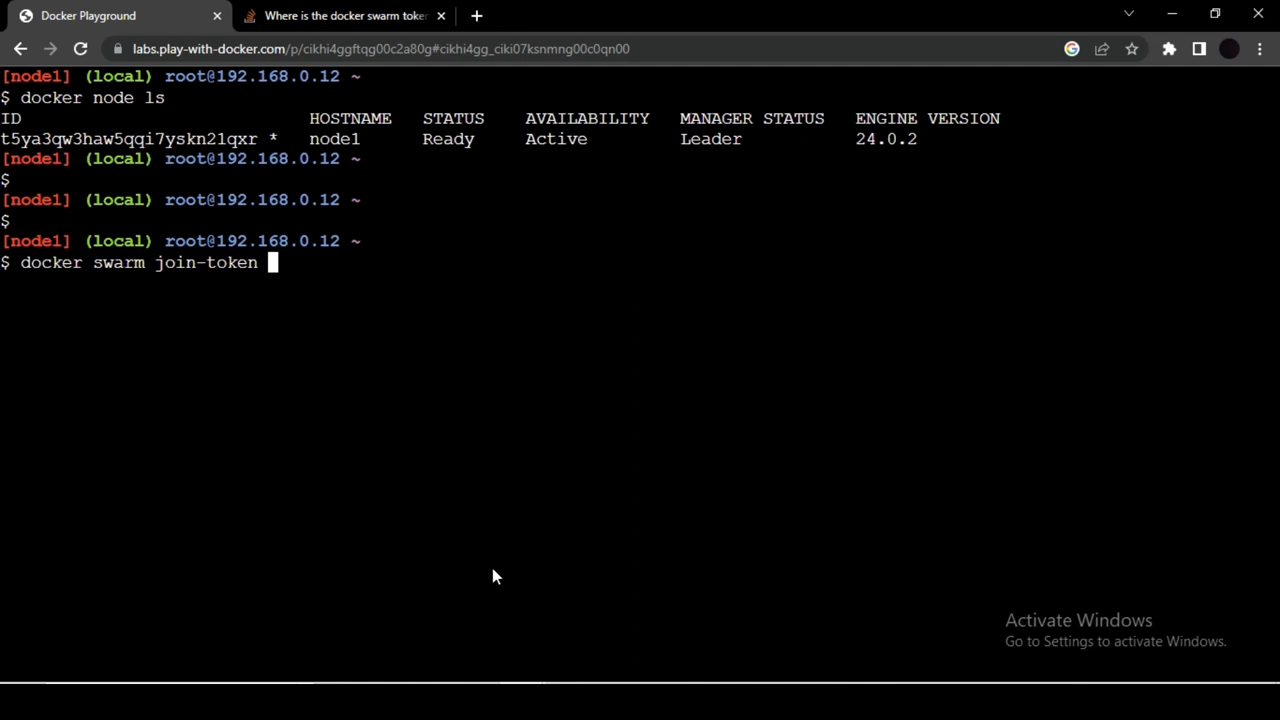 Docker Playground
Where is the docker swarm toke
labs.play-with-docker.com/p/cikhi4ggftqg00c2a80g#cikhi4gg_ciki07ksnmng00c0qn00
[node1] (local) root@192.168.0.12 ~
$ docker node ls
ID HOSTNAME STATUS AVAILABILITY MANAGER STATUS ENGINE VERSION
t5ya3qw3haw5qqi7yskn21qxr * node1 Ready Active Leader 24.0.2
[node1] (local) root@192.168.0.12 ~
$
[node1] (local) root@192.168.0.12 ~
$
[node1] (local) root@192.168.0.12 ~
$ docker swarm join-token
Activate Windows
Go to Settings to activate Windows.